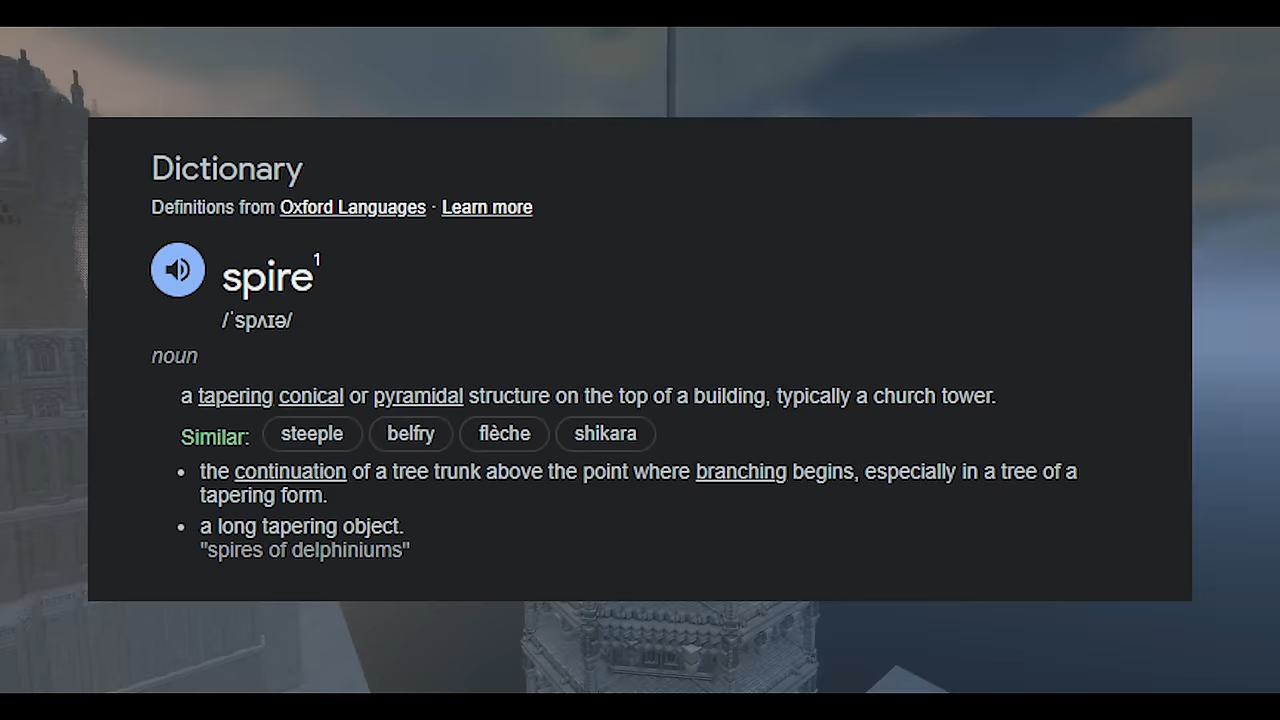 Dictionary
Definitions from Oxford Languages · Learn more
spire¹
/ˈspʌɪə/
noun
a tapering conical or pyramidal structure on the top of a building, typically a church tower.
Similar: steeple belfry flèche shikara
• the continuation of a tree trunk above the point where branching begins, especially in a tree of a
tapering form.
• a long tapering object.
"spires of delphiniums"